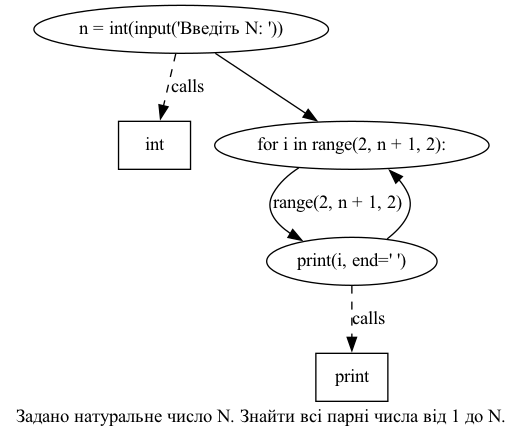 n = int(input('Введіть N: '))
calls
int
for i in range(2, n + 1, 2):
range(2, n + 1, 2)
print(i, end=' ')
calls
print
Задано натуральне число N. Знайти всі парні числа від 1 до N.